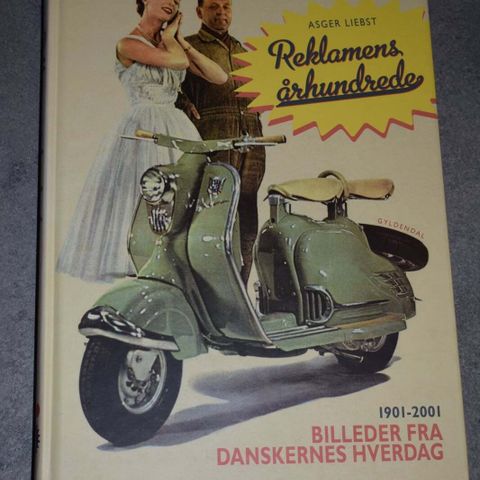 ASGER LIEBST
Reklamens
århundrede
GYLDENDAL
1901-2001
BILLEDER FRA
DANSKERNES HVERDAG